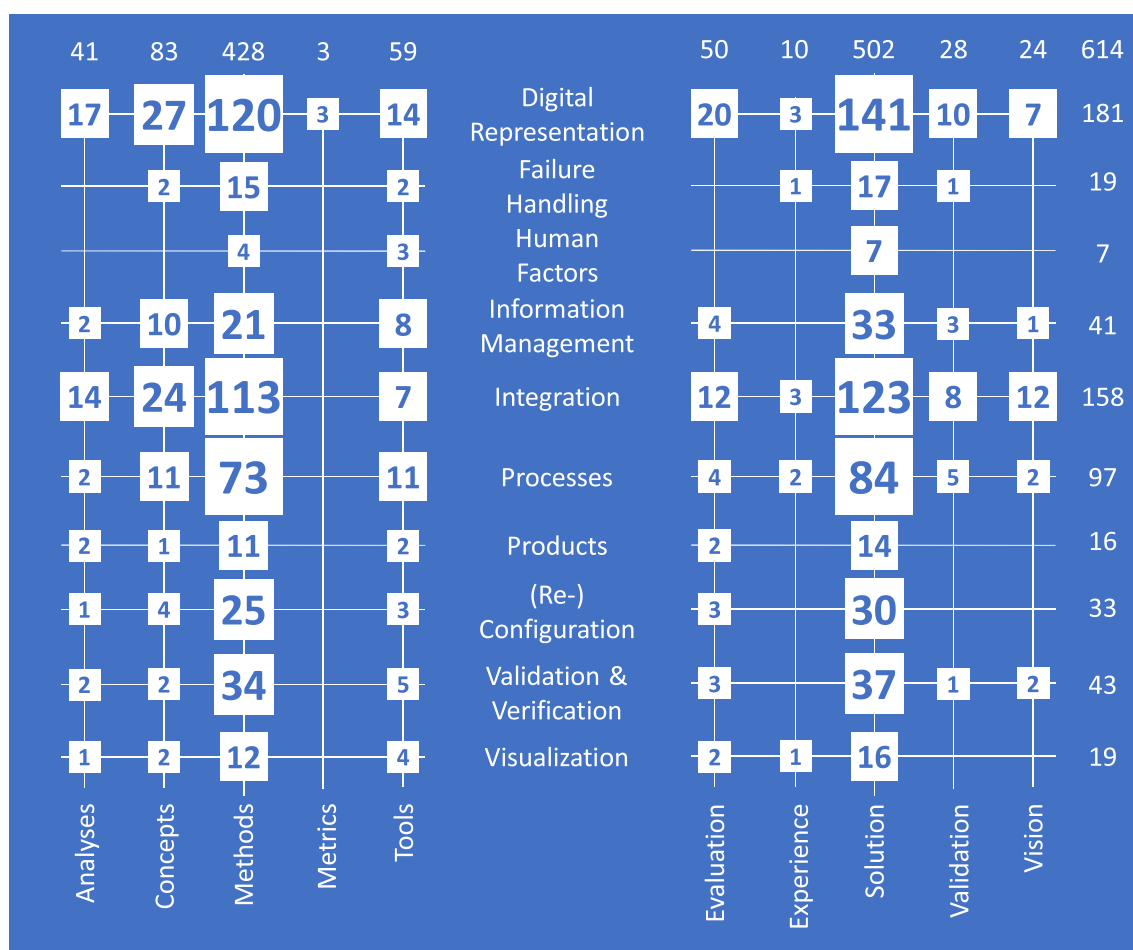 41 83 428 3 59 50 10 502 28 24 614
17 27 120 3 14 Digital 20 3 141 10 7 181
Representation
2 15 2 Failure 1 17 1 19
Handling
4 3 Human 7 7
Factors
2 10 21 8 Information 4 33 3 1 41
Management
14 24 113 7 Integration 12 3 123 8 12 158
2 11 73 11 Processes 4 2 84 5 2 97
2 1 11 2 Products 2 14 16
1 4 25 3 (Re-) 3 30 33
Configuration
2 2 34 5 Validation & 3 37 1 2 43
Verification
1 2 12 4 Visualization 2 1 16 19
Analyses
Concepts
Methods
Metrics
Tools
Evaluation
Experience
Solution
Validation
Vision